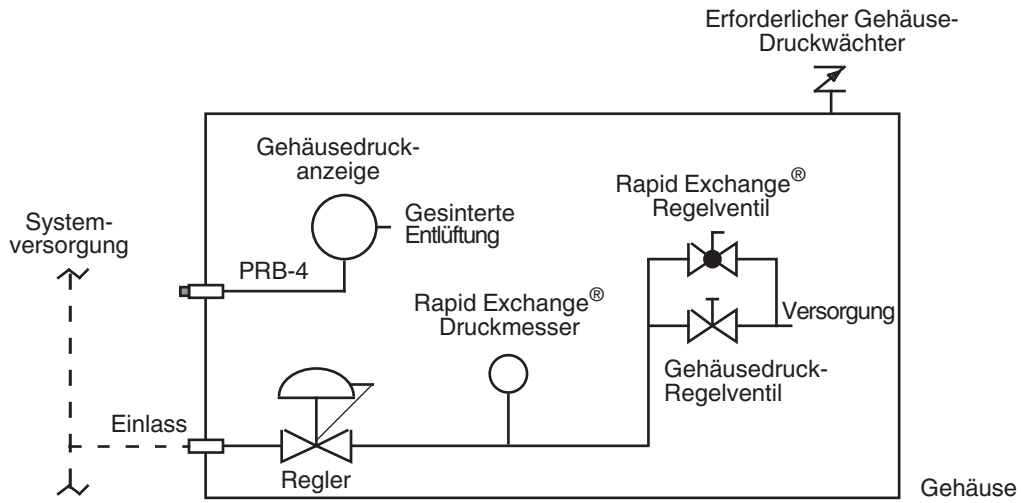 Erforderlicher Gehäuse-
Druckwächter
Gehäusedruck-
anzeige
Gesinterte
Entlüftung
Rapid Exchange®
Regelventil
System-
versorgung
PRB-4
Rapid Exchange®
Druckmesser
Versorgung
Gehäusedruck-
Regelventil
Einlass
Regler
Gehäuse